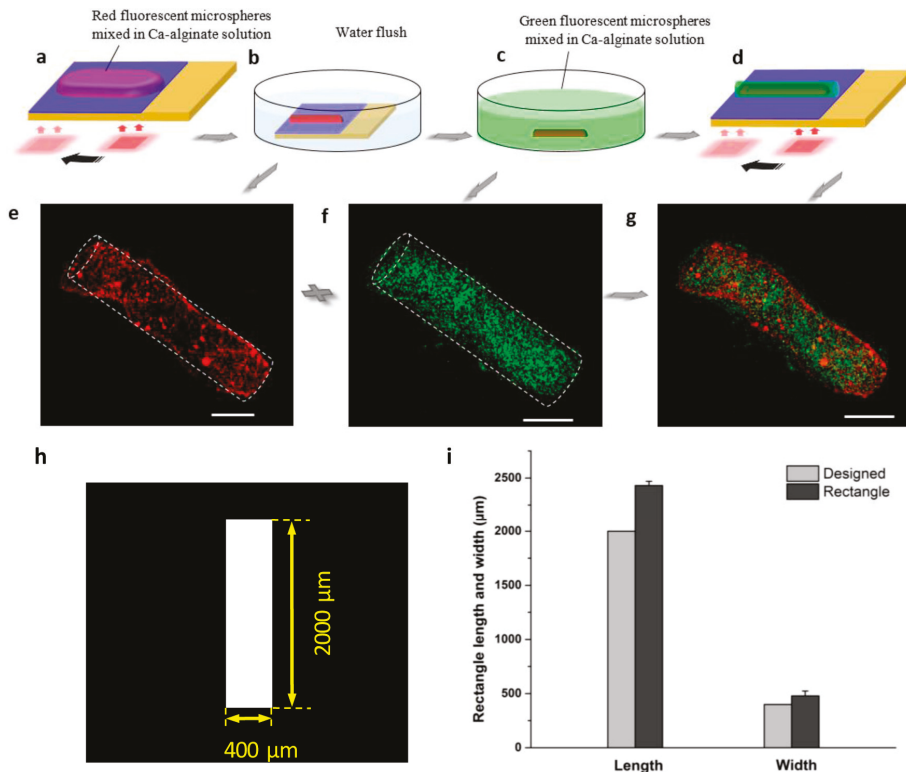 Red fluorescent microspheres
mixed in Ca-alginate solution
Water flush
Green fluorescent microspheres
mixed in Ca-alginate solution
a
b
c
d
e
f
g
h
2000 μm
400 μm
i
Rectangle length and width (μm)
2500
2000
1500
1000
500
0
Designed
Rectangle
Length
Width